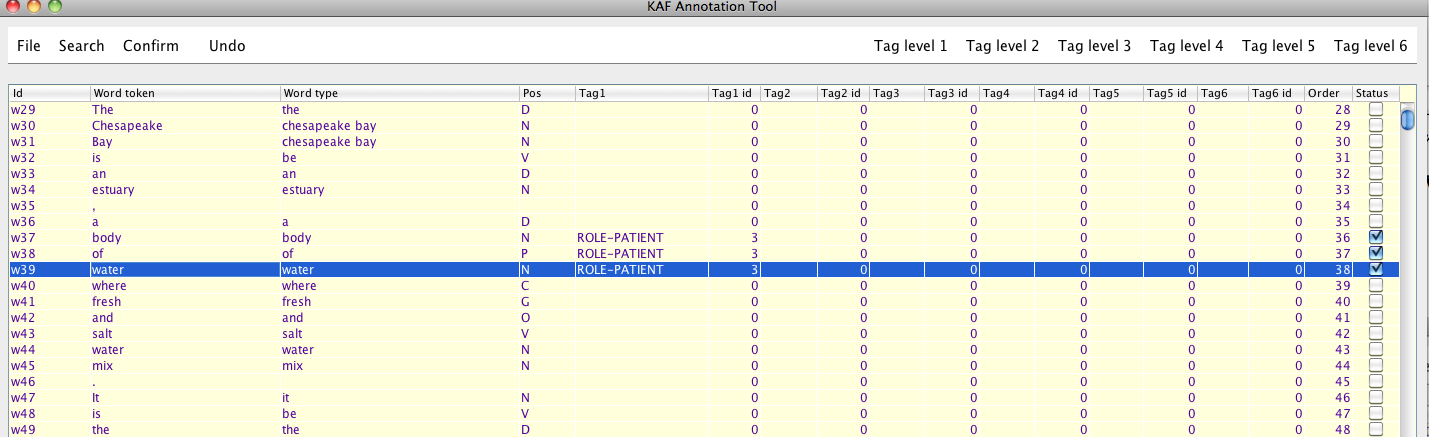 KAF Annotation Tool
File Search Confirm Undo Tag level 1 Tag level 2 Tag level 3 Tag level 4 Tag level 5 Tag level 6
Id Word token Word type Pos Tag1 Tag1 id Tag2 Tag2 id Tag3 Tag3 id Tag4 Tag4 id Tag5 Tag5 id Tag6 Tag6 id Order Status
w29 The the D 0 0 0 0 0 0 28
w30 Chesapeake chesapeake bay N 0 0 0 0 0 0 29
w31 Bay chesapeake bay N 0 0 0 0 0 0 30
w32 is be V 0 0 0 0 0 0 31
w33 an an D 0 0 0 0 0 0 32
w34 estuary estuary N 0 0 0 0 0 0 33
w35 , 0 0 0 0 0 0 34
w36 a a D 0 0 0 0 0 0 35
w37 body body N ROLE-PATIENT 3 0 0 0 0 0 36
w38 of of P ROLE-PATIENT 3 0 0 0 0 0 37
w39 water water N ROLE-PATIENT 3 0 0 0 0 0 38
w40 where where C 0 0 0 0 0 0 39
w41 fresh fresh G 0 0 0 0 0 0 40
w42 and and O 0 0 0 0 0 0 41
w43 salt salt V 0 0 0 0 0 0 42
w44 water water N 0 0 0 0 0 0 43
w45 mix mix N 0 0 0 0 0 0 44
w46 . 0 0 0 0 0 0 45
w47 It it N 0 0 0 0 0 0 46
w48 is be V 0 0 0 0 0 0 47
w49 the the D 0 0 0 0 0 0 48